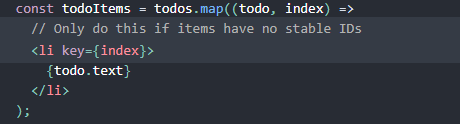 const todoItems = todos.map((todo, index) =>
  // Only do this if items have no stable IDs
  <li key={index}>
    {todo.text}
  </li>
);